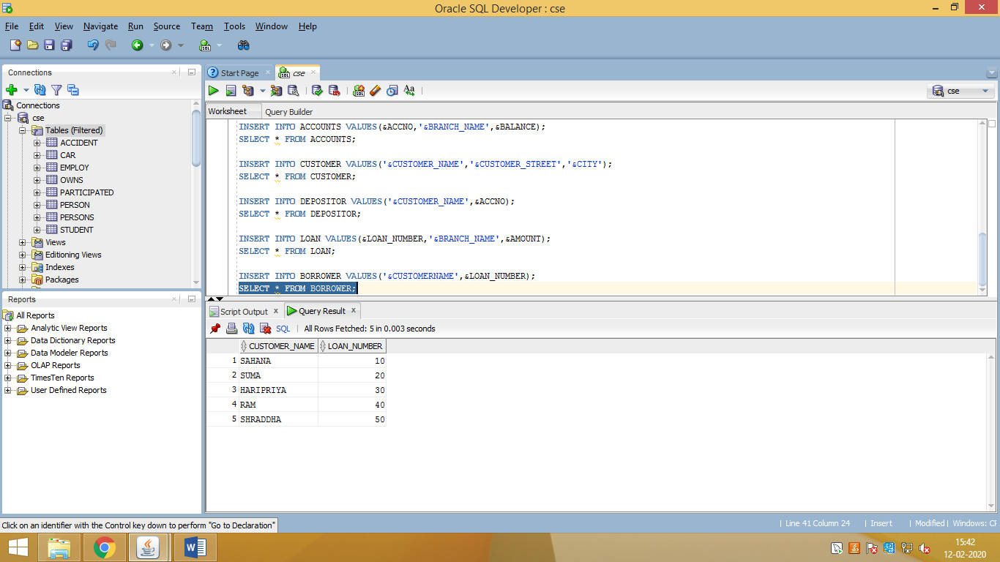 Oracle SQL Developer : cse
File Edit View Navigate Run Source Team Tools Window Help
Connections
Connections
cse
Tables (Filtered)
ACCIDENT
CAR
EMPLOY
OWNS
PARTICIPATED
PERSON
PERSONS
STUDENT
Views
Editioning Views
Indexes
Packages
Reports
All Reports
Analytic View Reports
Data Dictionary Reports
Data Modeler Reports
OLAP Reports
TimesTen Reports
User Defined Reports
Start Page cse
cse
Worksheet Query Builder
INSERT INTO ACCOUNTS VALUES(&ACCNO,'&BRANCH_NAME',&BALANCE);
SELECT * FROM ACCOUNTS;
INSERT INTO CUSTOMER VALUES('&CUSTOMER_NAME','&CUSTOMER_STREET','&CITY');
SELECT * FROM CUSTOMER;
INSERT INTO DEPOSITOR VALUES('&CUSTOMER_NAME',&ACCNO);
SELECT * FROM DEPOSITOR;
INSERT INTO LOAN VALUES(&LOAN_NUMBER,'&BRANCH_NAME',&AMOUNT);
SELECT * FROM LOAN;
INSERT INTO BORROWER VALUES('&CUSTOMERNAME',&LOAN_NUMBER);
SELECT * FROM BORROWER;
Script Output x Query Result x
SQL | All Rows Fetched: 5 in 0.003 seconds
CUSTOMER_NAME LOAN_NUMBER
1 SAHANA 10
2 SUMA 20
3 HARIPRIYA 30
4 RAM 40
5 SHRADDHA 50
Click on an identifier with the Control key down to perform "Go to Declaration"
| Line 41 Column 24 | Insert | Modified | Windows: CF
15:42
12-02-2020